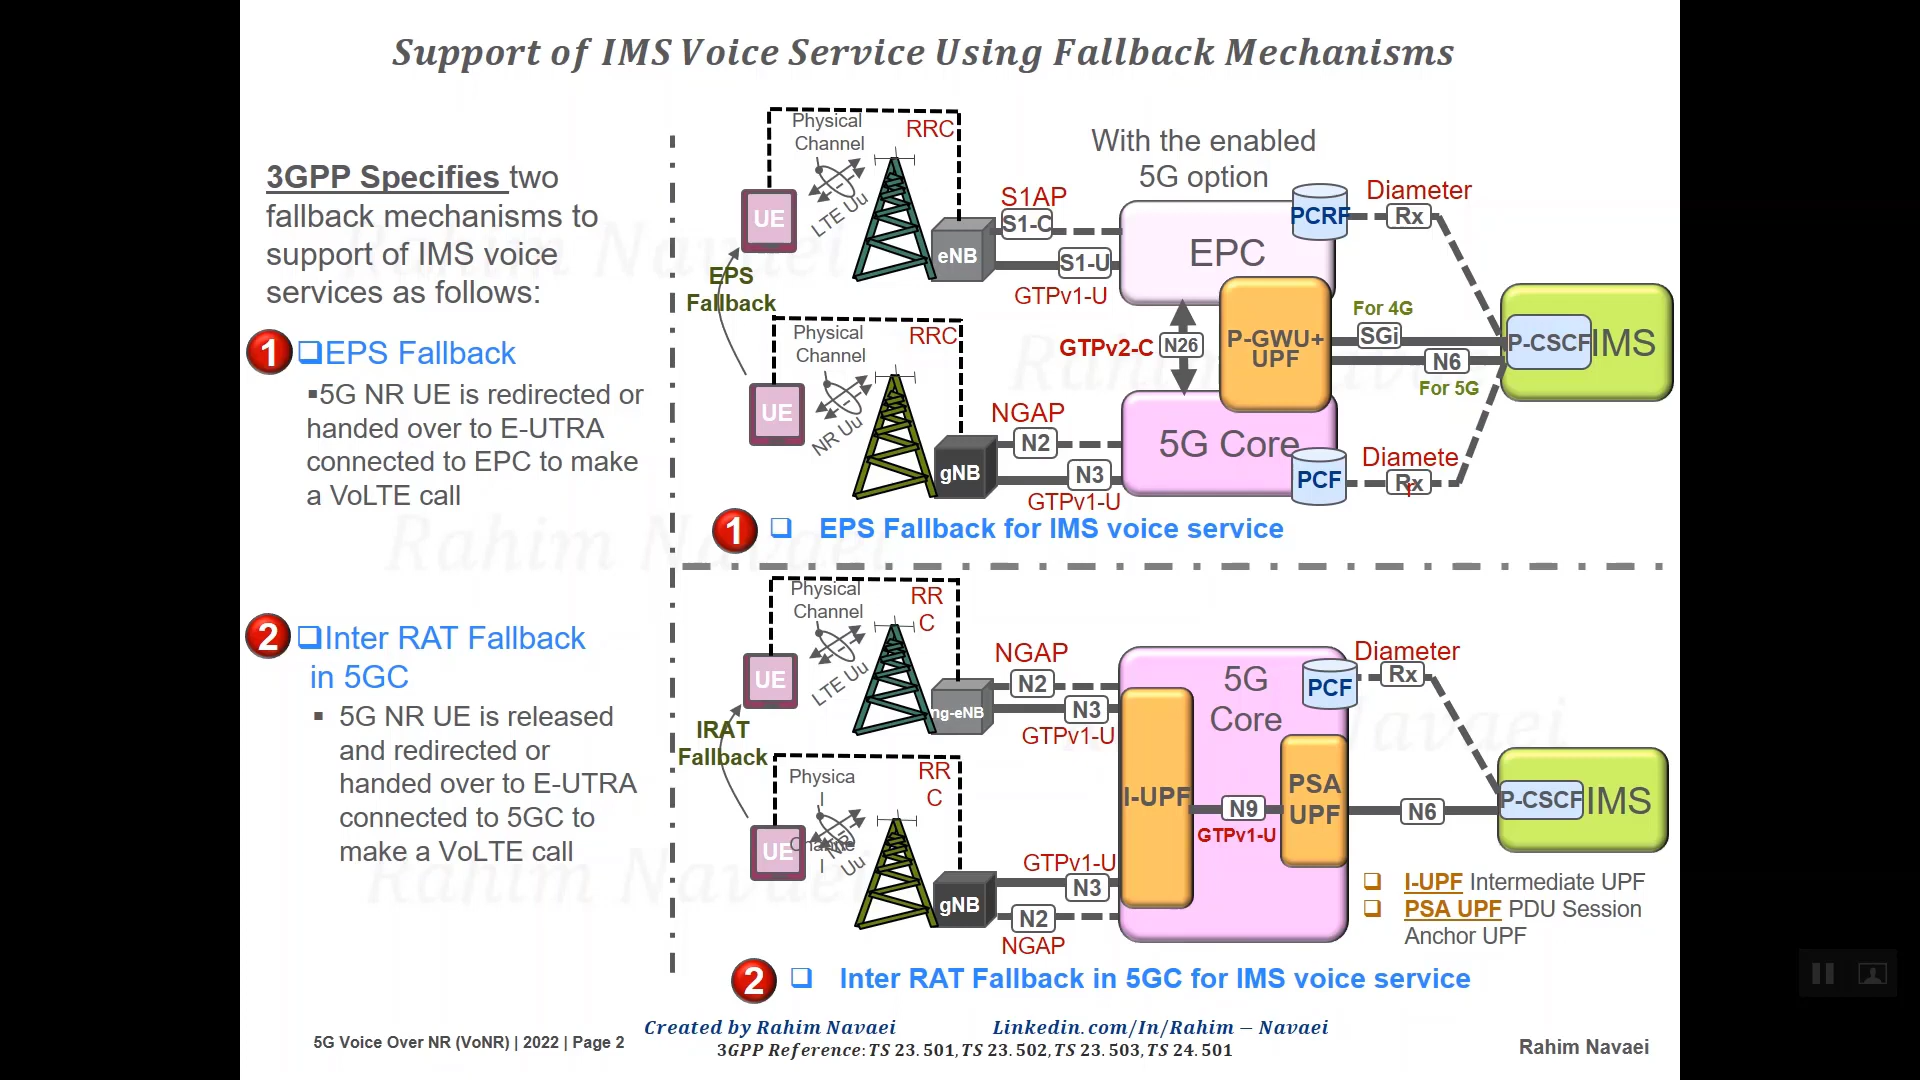 Support of IMS Voice Service Using Fallback Mechanisms
3GPP Specifies two
fallback mechanisms to
support of IMS voice
services as follows:
1
❑EPS Fallback
▪5G NR UE is redirected or
handed over to E-UTRA
connected to EPC to make
a VoLTE call
2
❑Inter RAT Fallback
in 5GC
▪ 5G NR UE is released
and redirected or
handed over to E-UTRA
connected to 5GC to
make a VoLTE call
Physical
Channel
RRC
UE
LTE Uu
eNB
S1AP
S1-C
S1-U
GTPv1-U
With the enabled
5G option
EPC
PCRF
Diameter
Rx
EPS
Fallback
Physical
Channel
RRC
UE
NR Uu
gNB
NGAP
N2
N3
GTPv1-U
GTPv2-C
N26
P-GWU+
UPF
For 4G
SGi
N6
For 5G
P-CSCF
IMS
5G Core
PCF
Diamete
r
Rx
1
❑ EPS Fallback for IMS voice service
Physical
Channel
RR
C
UE
LTE Uu
ng-eNB
NGAP
N2
N3
GTPv1-U
IRAT
Fallback
Physica
l
Channe
l
RR
C
UE
NR
Uu
gNB
GTPv1-U
N3
N2
NGAP
5G
Core
I-UPF
N9
GTPv1-U
PSA
UPF
PCF
Diameter
Rx
N6
P-CSCF
IMS
❑ I-UPF Intermediate UPF
❑ PSA UPF PDU Session
Anchor UPF
2
❑ Inter RAT Fallback in 5GC for IMS voice service
5G Voice Over NR (VoNR) | 2022 | Page 2
Created by Rahim Navaei
Linkedin.com/In/Rahim – Navaei
3GPP Reference: TS 23.501, TS 23.502, TS 23.503, TS 24.501
Rahim Navaei
Rahim Navaei
Rahim Navaei
Rahim Navaei